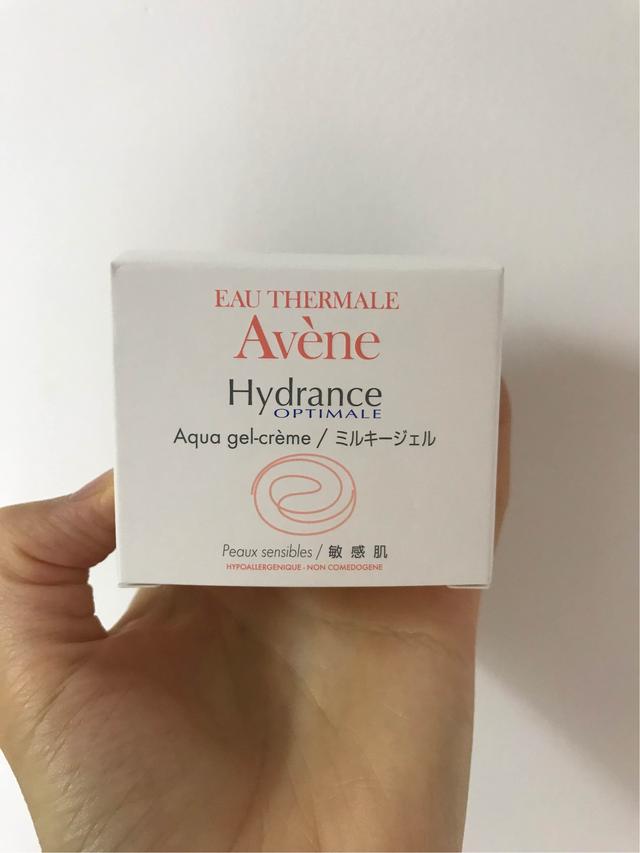 EAU THERMALE
Avène
Hydrance
OPTIMALE
Aqua gel-crème / ミルキージェル
Peaux sensibles / 敏感肌
HYPOALLERGENIQUE - NON COMEDOGENE